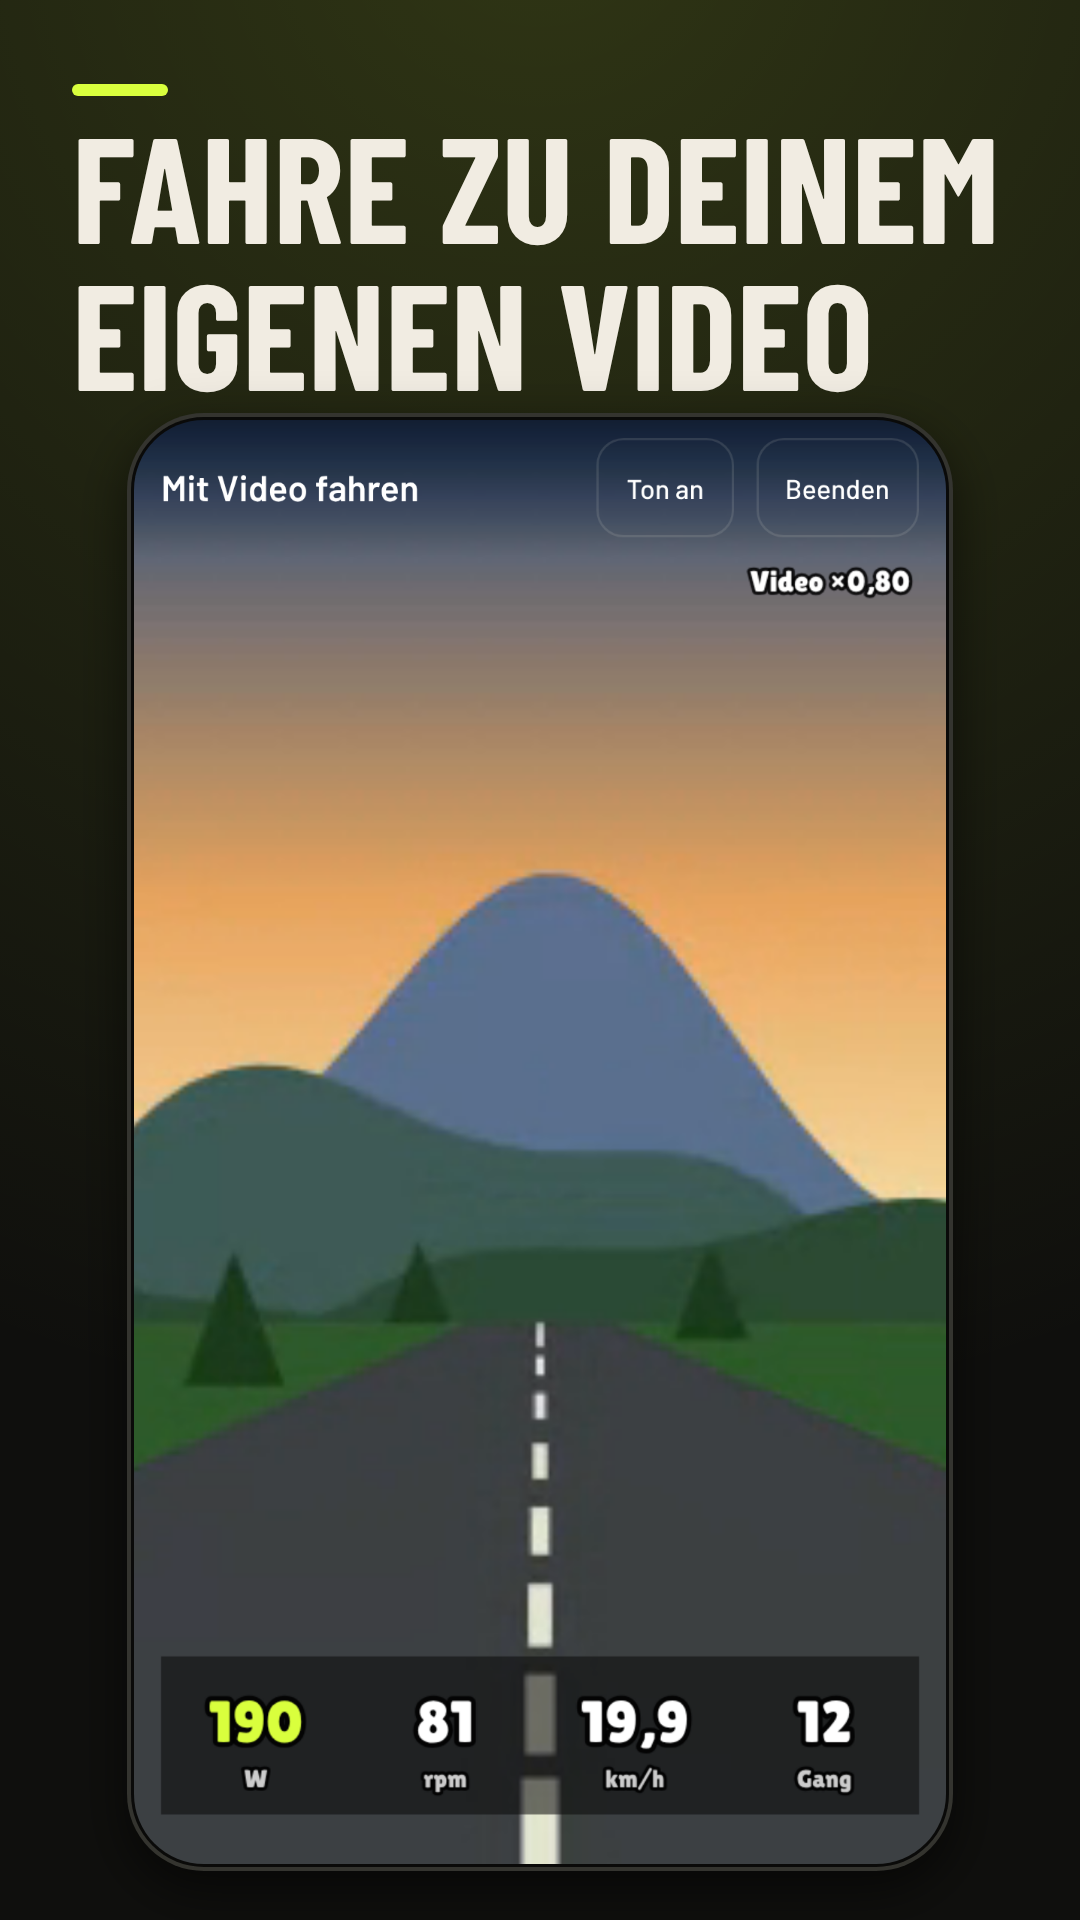 FAHRE ZU DEINEM
EIGENEN VIDEO
Mit Video fahren
Ton an
Beenden
Video ×0,80
190
81
19,9
12
W
rpm
km/h
Gang